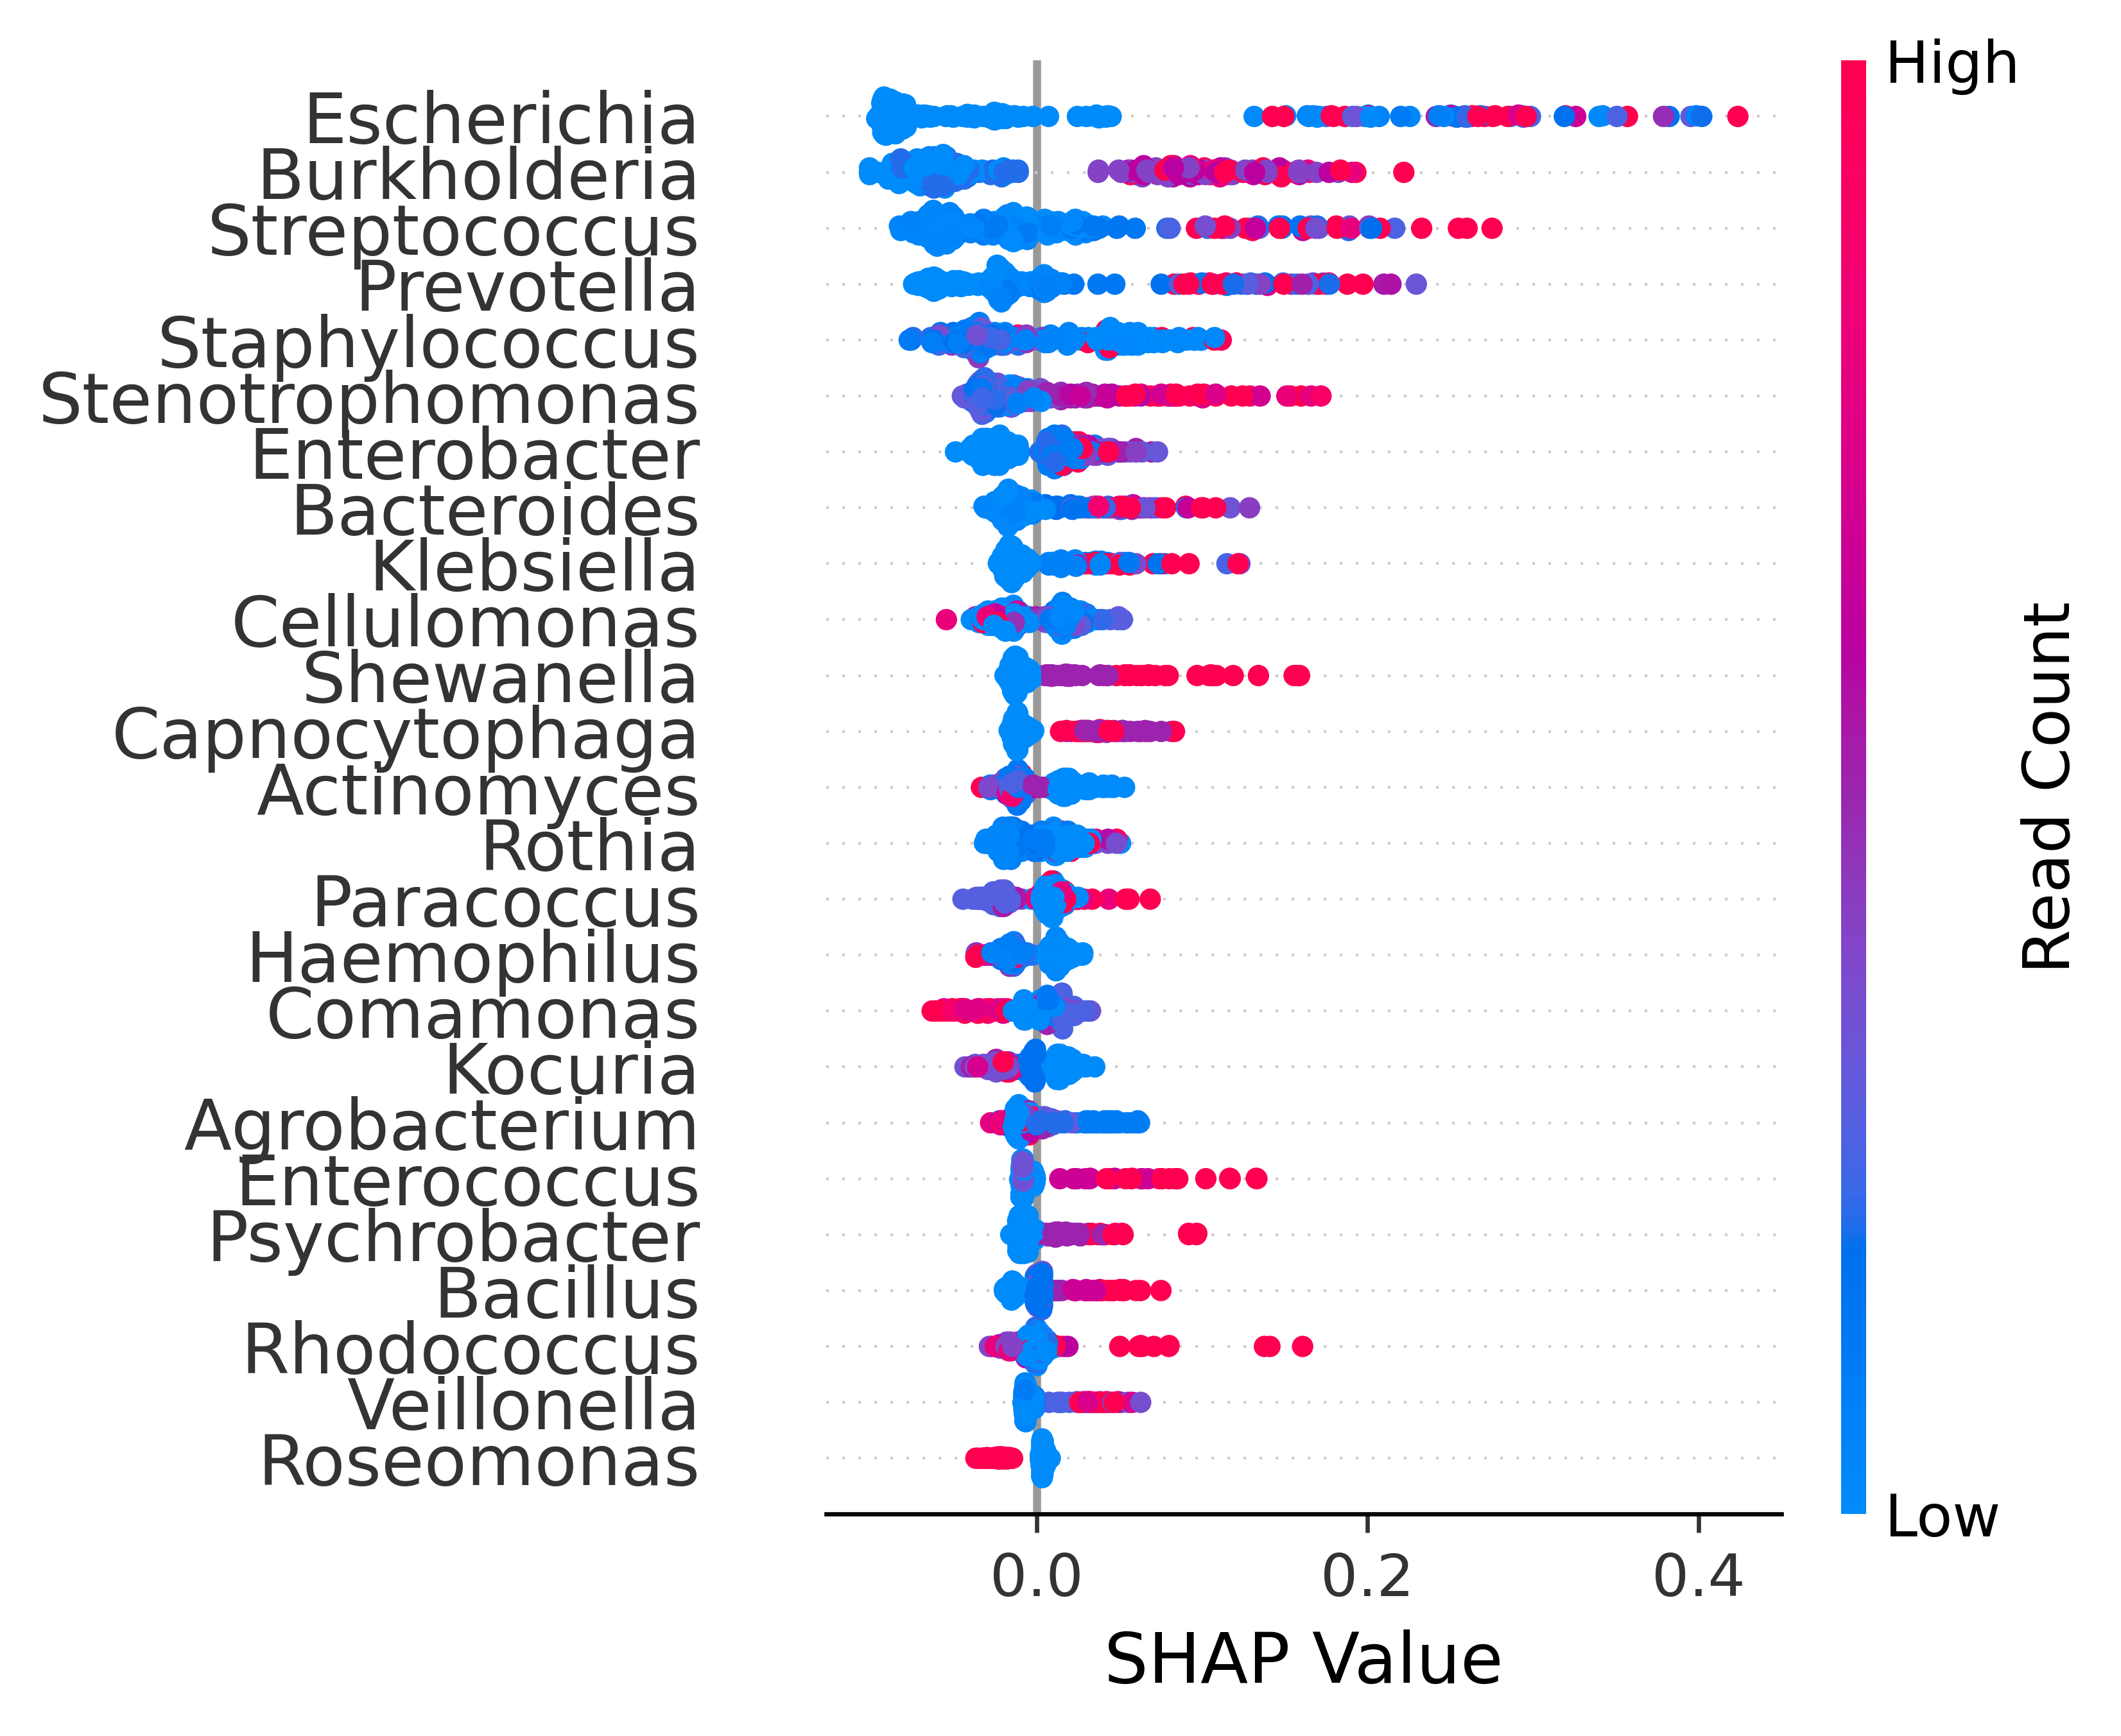 High
Escherichia
Burkholderia
Streptococcus
Prevotella
Staphylococcus
Stenotrophomonas
Enterobacter
Bacteroides
Klebsiella
Cellulomonas
Shewanella
Capnocytophaga
Actinomyces
Rothia
Paracoccus
Haemophilus
Comamonas
Kocuria
Agrobacterium
Enterococcus
Psychrobacter
Bacillus
Rhodococcus
Veillonella
Roseomonas
Read Count
Low
0.0 0.2 0.4
SHAP Value